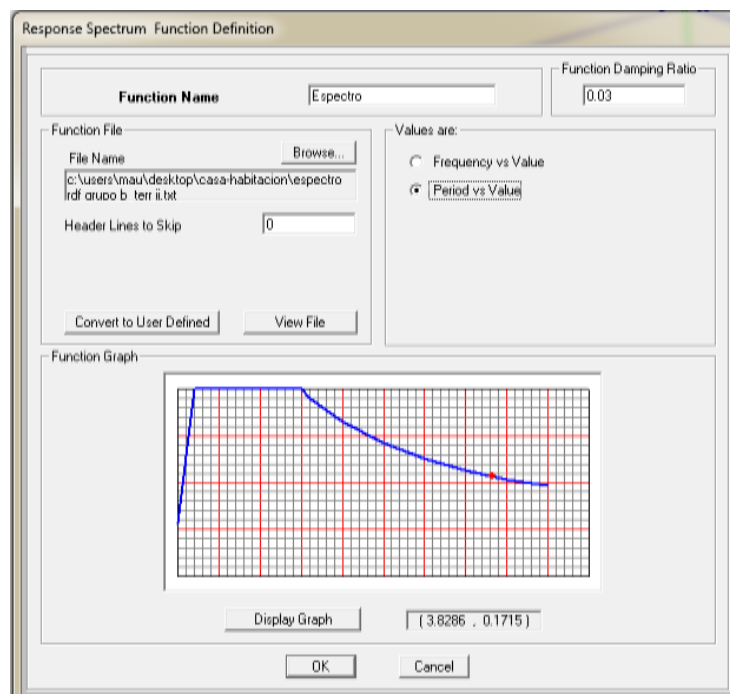 Response Spectrum Function Definition
Function Damping Ratio
Function Name
Espectro
0.03
Function File
Values are:
File Name
Browse...
c:\users\mau\desktop\casa-habitacion\espectro
rdf grupo b_terr ii.txt
Header Lines to Skip
0
Frequency vs Value
Period vs Value
Convert to User Defined
View File
Function Graph
Display Graph
( 3.8286 , 0.1715 )
OK
Cancel